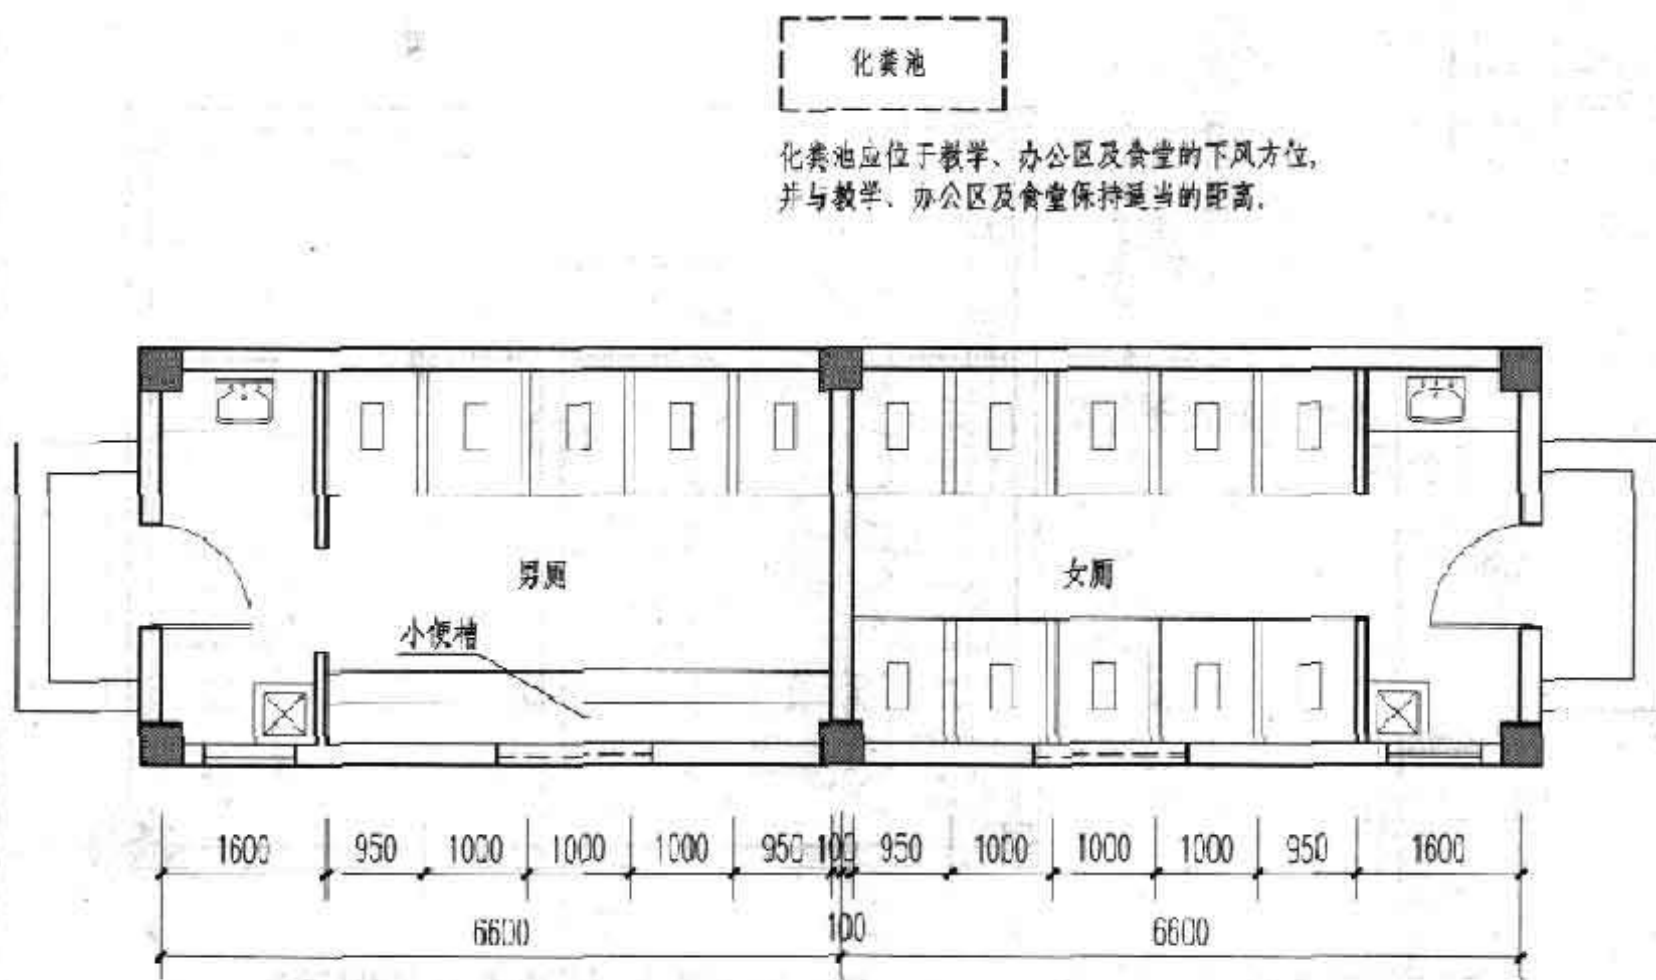 化粪池
化粪池应位于教学、办公区及食堂的下风方位,
并与教学、办公区及食堂保持适当的距离.
男厕
女厕
小便槽
1600 950 1000 1000 1000 950 100 950 1000 1000 1000 950 1600
6600 100 6600